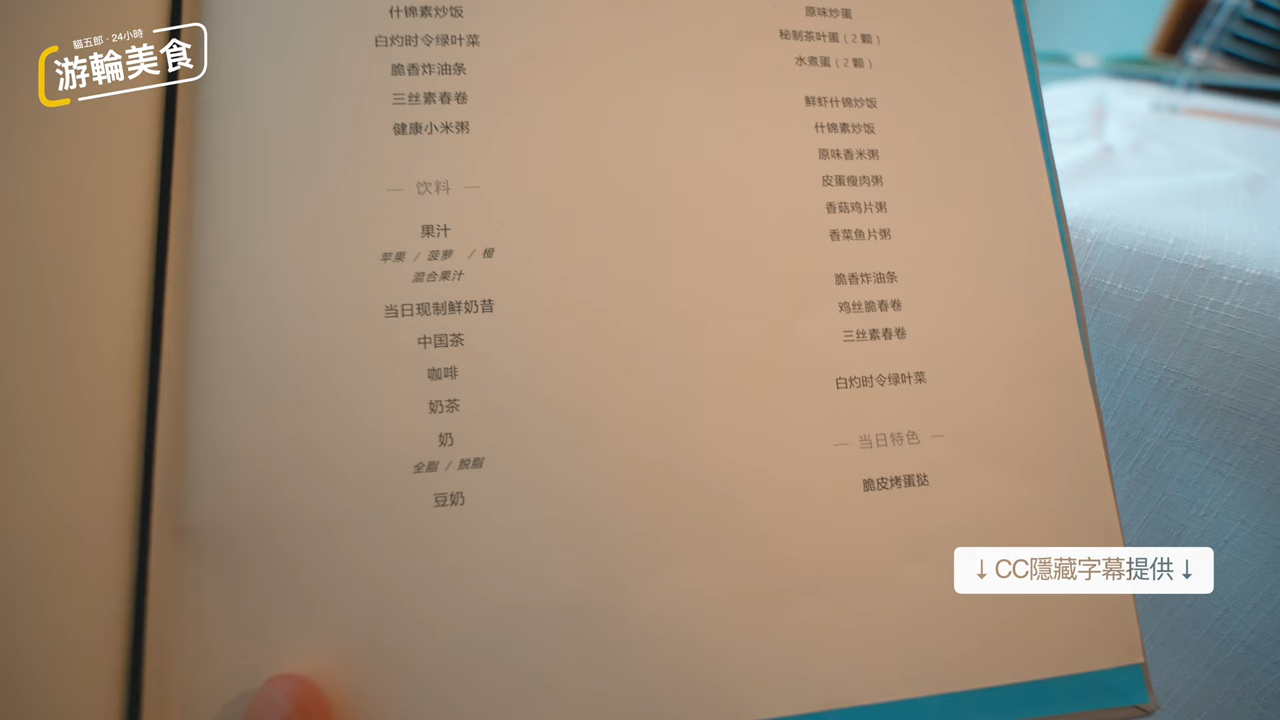 貓五郎·24小時
游輪美食
什锦素炒饭
白灼时令绿叶菜
脆香炸油条
三丝素春卷
健康小米粥
— 饮料 —
果汁
苹果 / 菠萝 / 橙
混合果汁
当日现制鲜奶昔
中国茶
咖啡
奶茶
奶
全脂 / 脱脂
豆奶
原味炒蛋
秘制茶叶蛋(2颗)
水煮蛋(2颗)
鲜虾什锦炒饭
什锦素炒饭
原味香米粥
皮蛋瘦肉粥
香菇鸡片粥
香菜鱼片粥
脆香炸油条
鸡丝脆春卷
三丝素春卷
白灼时令绿叶菜
— 当日特色 —
脆皮烤蛋挞
↓CC隱藏字幕提供↓